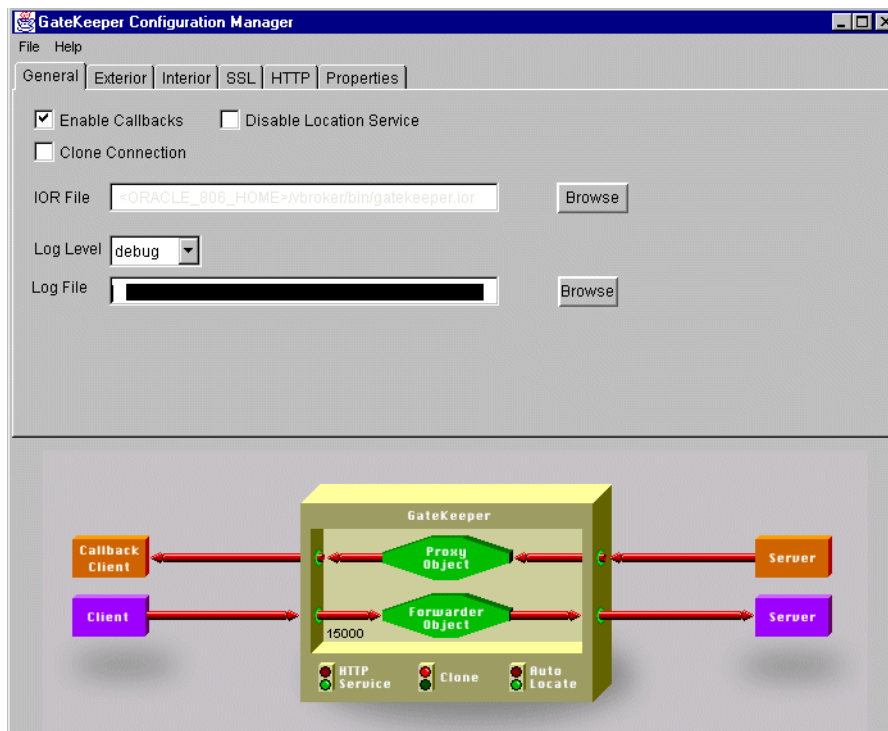 GateKeeper Configuration Manager
File Help
General Exterior Interior SSL HTTP Properties
Enable Callbacks Disable Location Service
Clone Connection
IOR File <ORACLE_806_HOME>/vbroker/bin/gatekeeper.ior Browse
Log Level debug
Log File Browse
GateKeeper
Callback
Client
Proxy
Object
Server
Client
Forwarder
Object
Server
15000
HTTP
Service
Clone
Auto
Locate